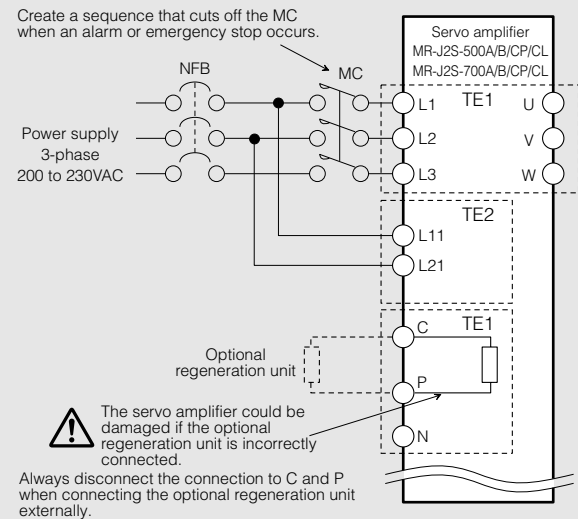 Create a sequence that cuts off the MC
when an alarm or emergency stop occurs.
Servo amplifier
MR-J2S-500A/B/CP/CL
MR-J2S-700A/B/CP/CL
NFB
MC
L1
TE1
U
Power supply
3-phase
200 to 230VAC
L2
V
L3
W
TE2
L11
L21
C
TE1
Optional
regeneration unit
P
The servo amplifier could be
damaged if the optional
regeneration unit is incorrectly
connected.
N
Always disconnect the connection to C and P
when connecting the optional regeneration unit
externally.